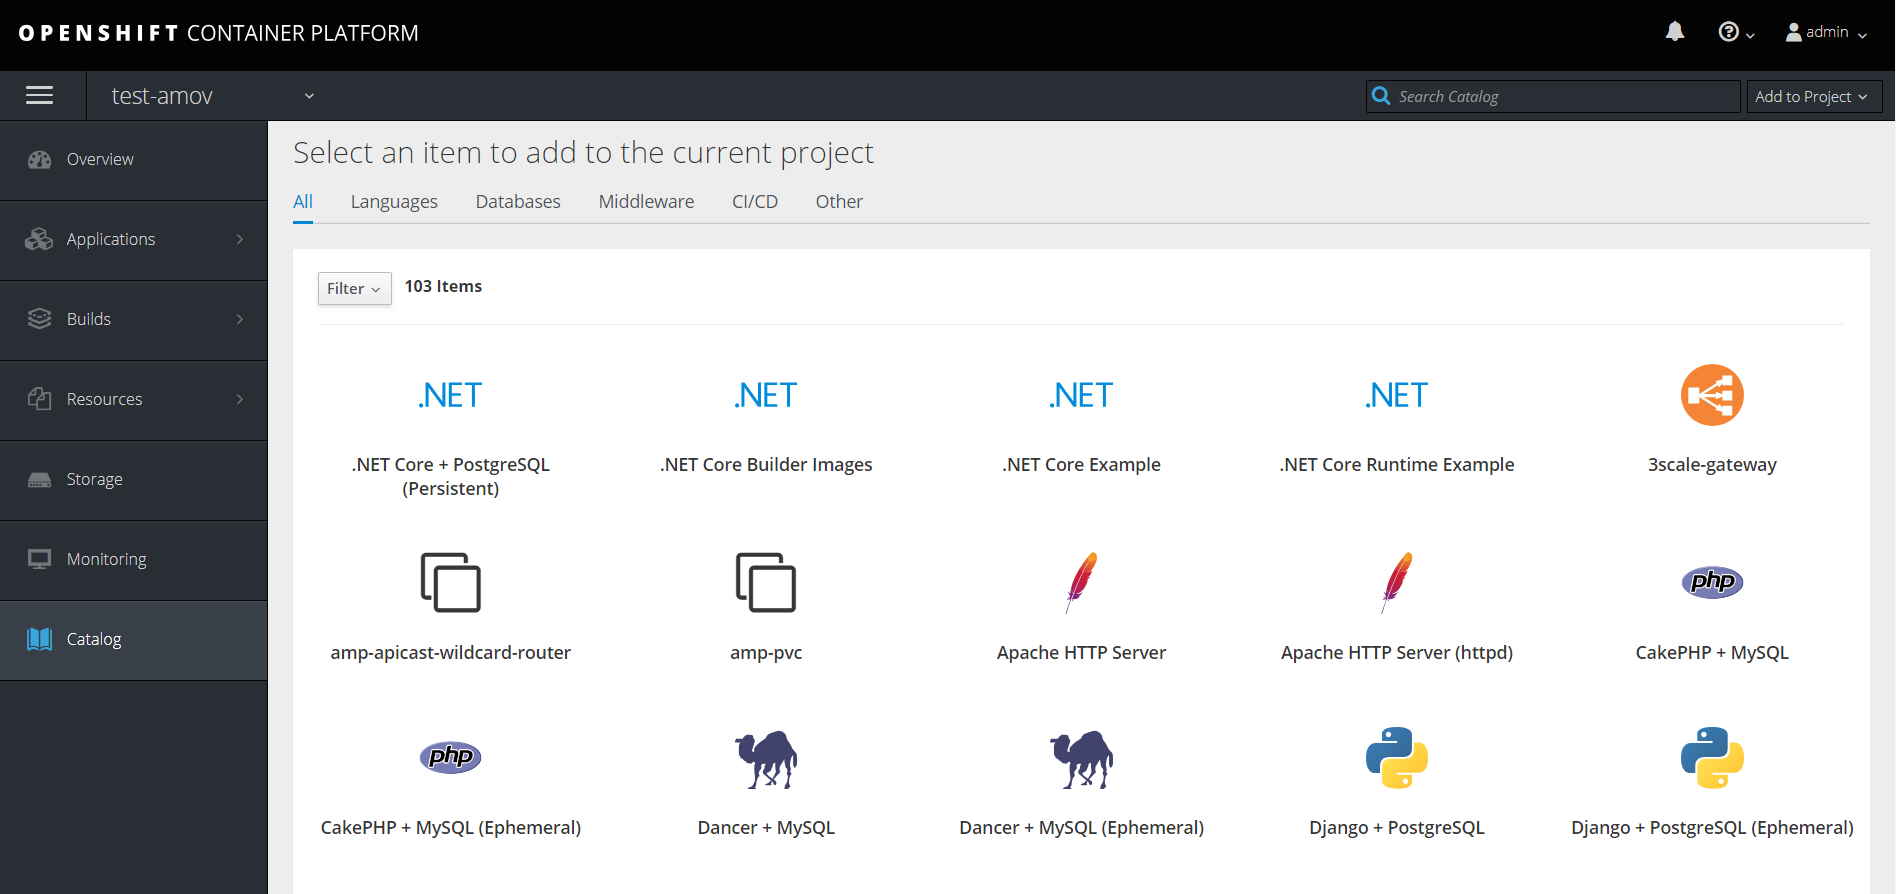 OPENSHIFT CONTAINER PLATFORM
admin
test-amov
Search Catalog
Add to Project
Overview
Applications
Builds
Resources
Storage
Monitoring
Catalog
Select an item to add to the current project
All Languages Databases Middleware CI/CD Other
Filter 103 Items
.NET .NET .NET .NET
.NET Core + PostgreSQL
(Persistent)
.NET Core Builder Images
.NET Core Example
.NET Core Runtime Example
3scale-gateway
amp-apicast-wildcard-router
amp-pvc
Apache HTTP Server
Apache HTTP Server (httpd)
php
CakePHP + MySQL
php
CakePHP + MySQL (Ephemeral)
Dancer + MySQL
Dancer + MySQL (Ephemeral)
Django + PostgreSQL
Django + PostgreSQL (Ephemeral)